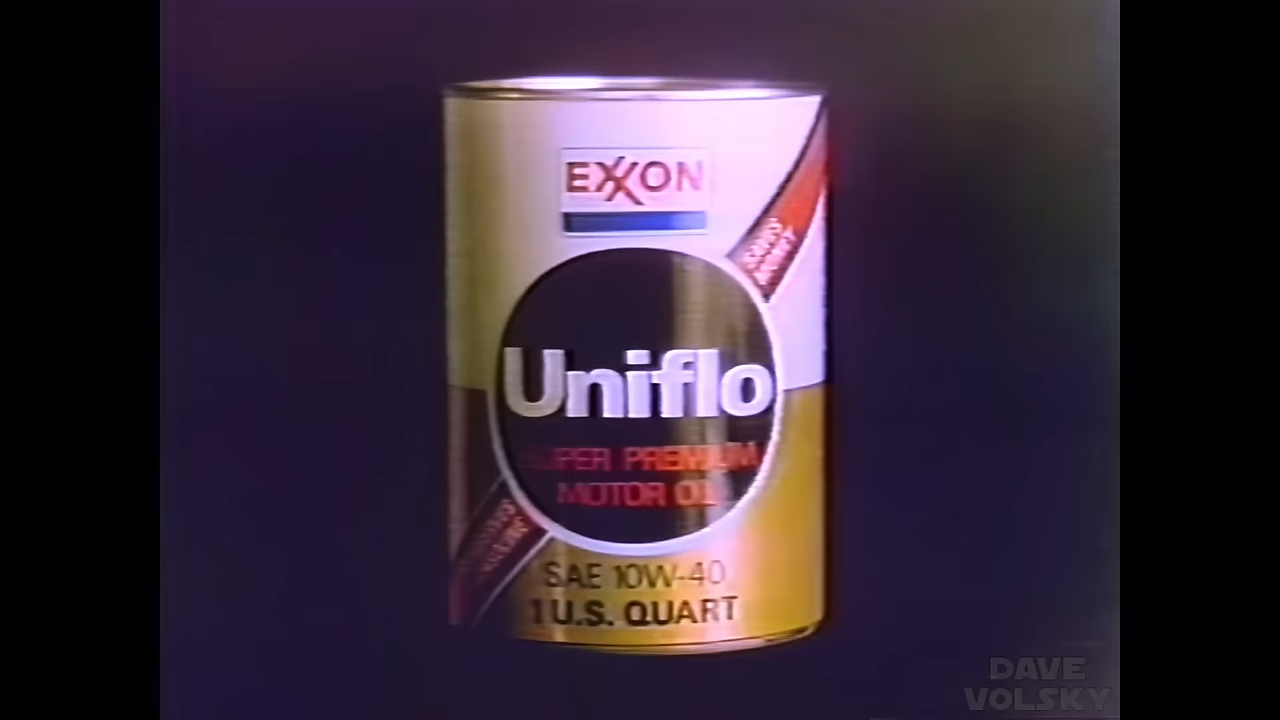 EXXON
Uniflo
SUPER PREMIUM
MOTOR OIL
SAE 10W-40
1 U.S. QUART
DAVE
VOLSKY